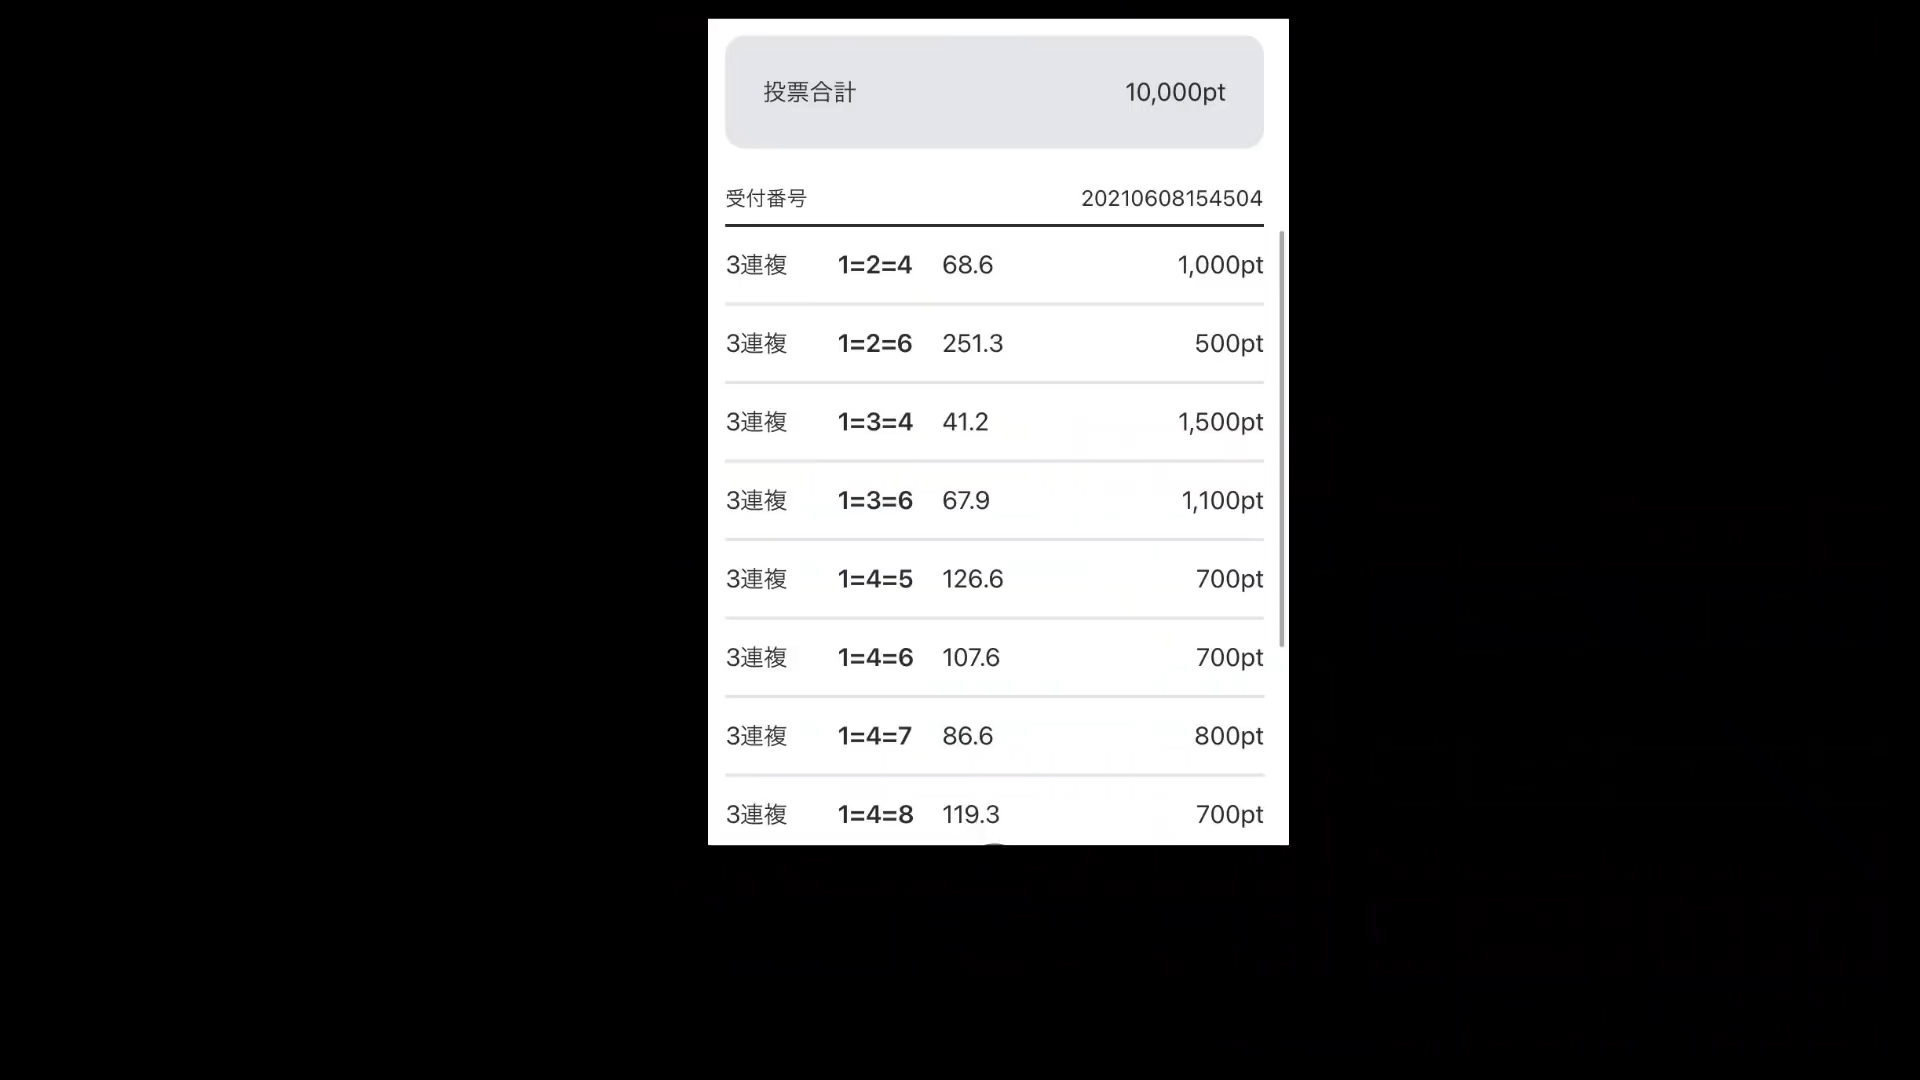 投票合計 10,000pt
受付番号 20210608154504
3連複 1=2=4 68.6 1,000pt
3連複 1=2=6 251.3 500pt
3連複 1=3=4 41.2 1,500pt
3連複 1=3=6 67.9 1,100pt
3連複 1=4=5 126.6 700pt
3連複 1=4=6 107.6 700pt
3連複 1=4=7 86.6 800pt
3連複 1=4=8 119.3 700pt